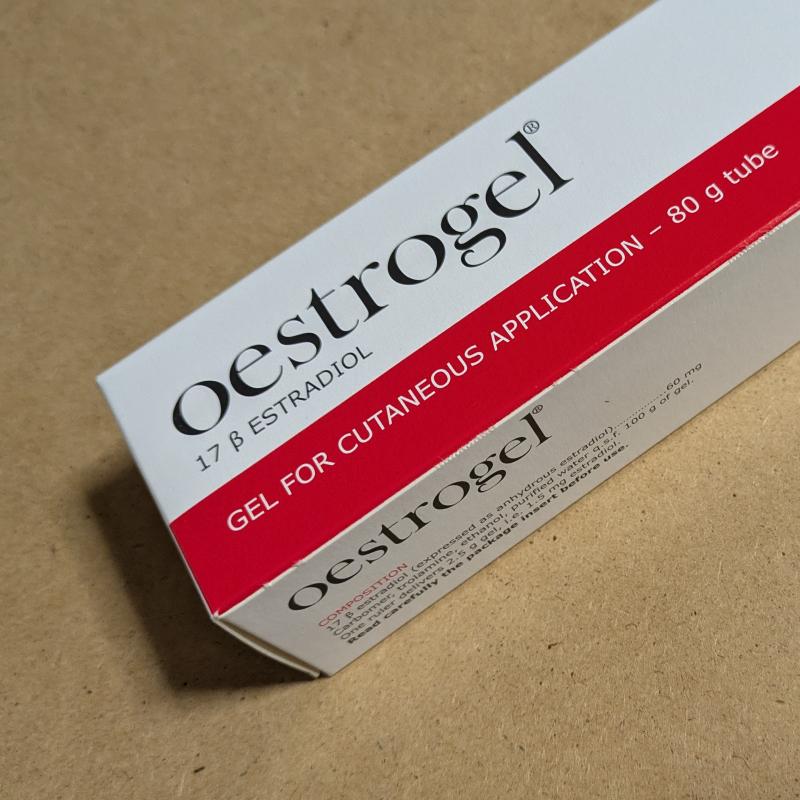 oestrogel®
17 β ESTRADIOL
GEL FOR CUTANEOUS APPLICATION – 80 g tube
oestrogel®
COMPOSITION
17 β estradiol (expressed as anhydrous estradiol)..................60 mg
Carbomer, trolamine, ethanol, purified water q.s.f. 100 g of gel.
One ruler delivers 2.5 g gel, i.e. 1.5 mg estradiol.
Read carefully the package insert before use.